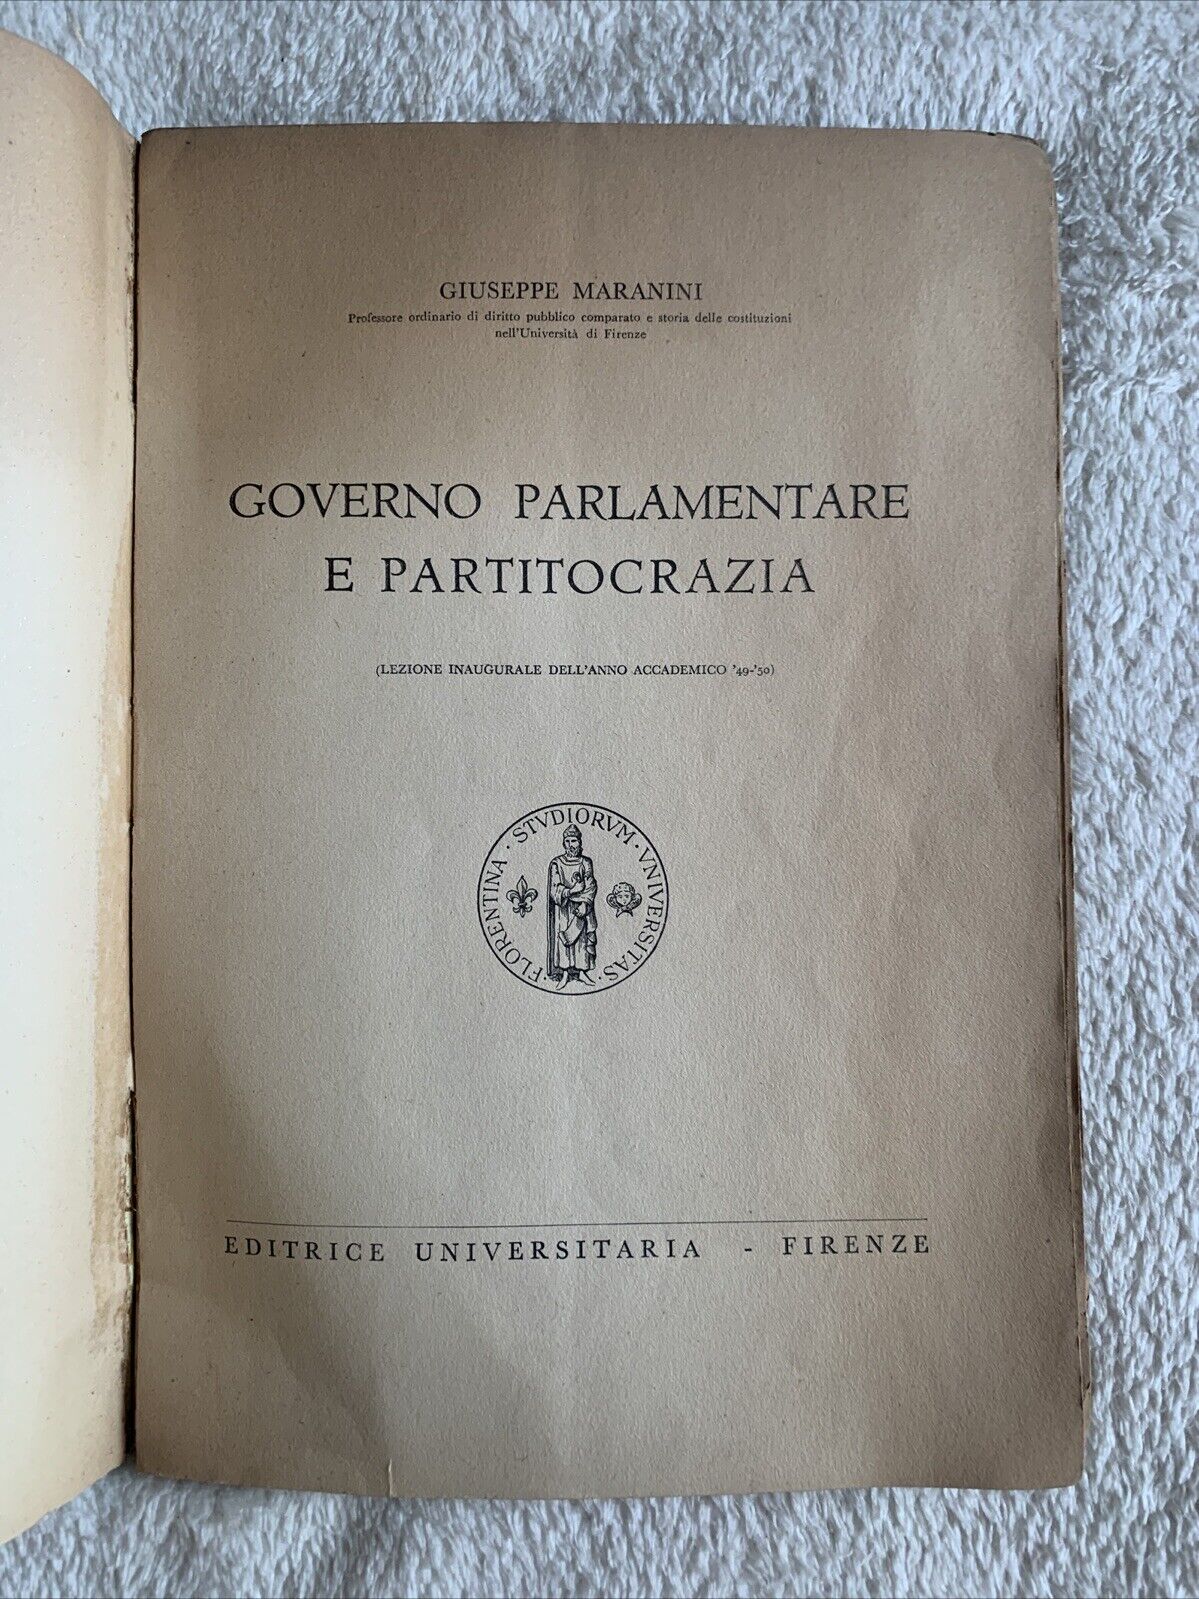 GIUSEPPE MARANINI
Professore ordinario di diritto pubblico comparato e storia delle costituzioni
nell'Università di Firenze
GOVERNO PARLAMENTARE
E PARTITOCRAZIA
(LEZIONE INAUGURALE DELL'ANNO ACCADEMICO '49-'50)
· FLORENTINA · STVDIORVM · VNIVERSITAS ·
EDITRICE UNIVERSITARIA - FIRENZE